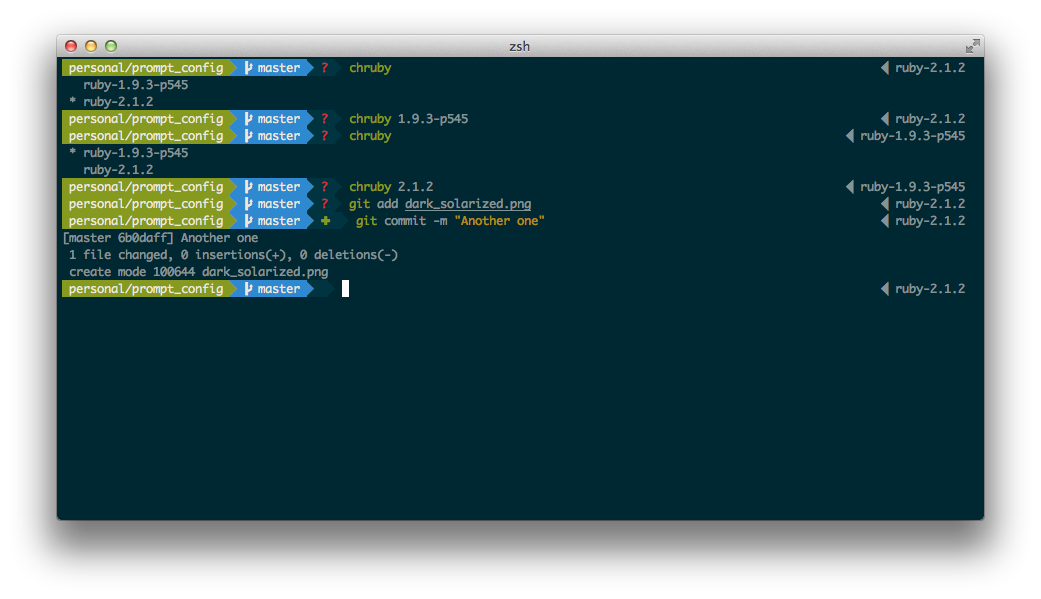 zsh
personal/prompt_config master ? chruby ruby-2.1.2
ruby-1.9.3-p545
* ruby-2.1.2
personal/prompt_config master ? chruby 1.9.3-p545 ruby-2.1.2
personal/prompt_config master ? chruby ruby-1.9.3-p545
* ruby-1.9.3-p545
ruby-2.1.2
personal/prompt_config master ? chruby 2.1.2 ruby-1.9.3-p545
personal/prompt_config master ? git add dark_solarized.png ruby-2.1.2
personal/prompt_config master + git commit -m "Another one" ruby-2.1.2
[master 6b0daff] Another one
1 file changed, 0 insertions(+), 0 deletions(-)
create mode 100644 dark_solarized.png
personal/prompt_config master ruby-2.1.2